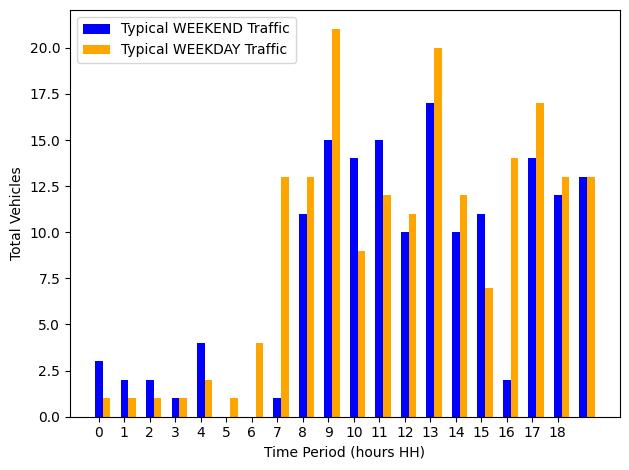 Typical WEEKEND Traffic
Typical WEEKDAY Traffic
20.0
17.5
15.0
12.5
10.0
7.5
5.0
2.5
0.0
Total Vehicles
0 1 2 3 4 5 6 7 8 9 10 11 12 13 14 15 16 17 18
Time Period (hours HH)